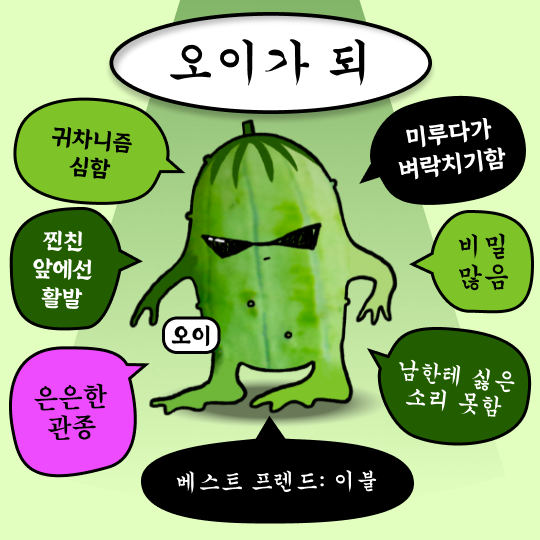 오이가 되
귀차니즘
심함
미루다가
벼락치기함
찐친
앞에선
활발
비밀
많음
오이
은은한
관종
남한테 싫은
소리 못함
베스트 프렌드: 이불